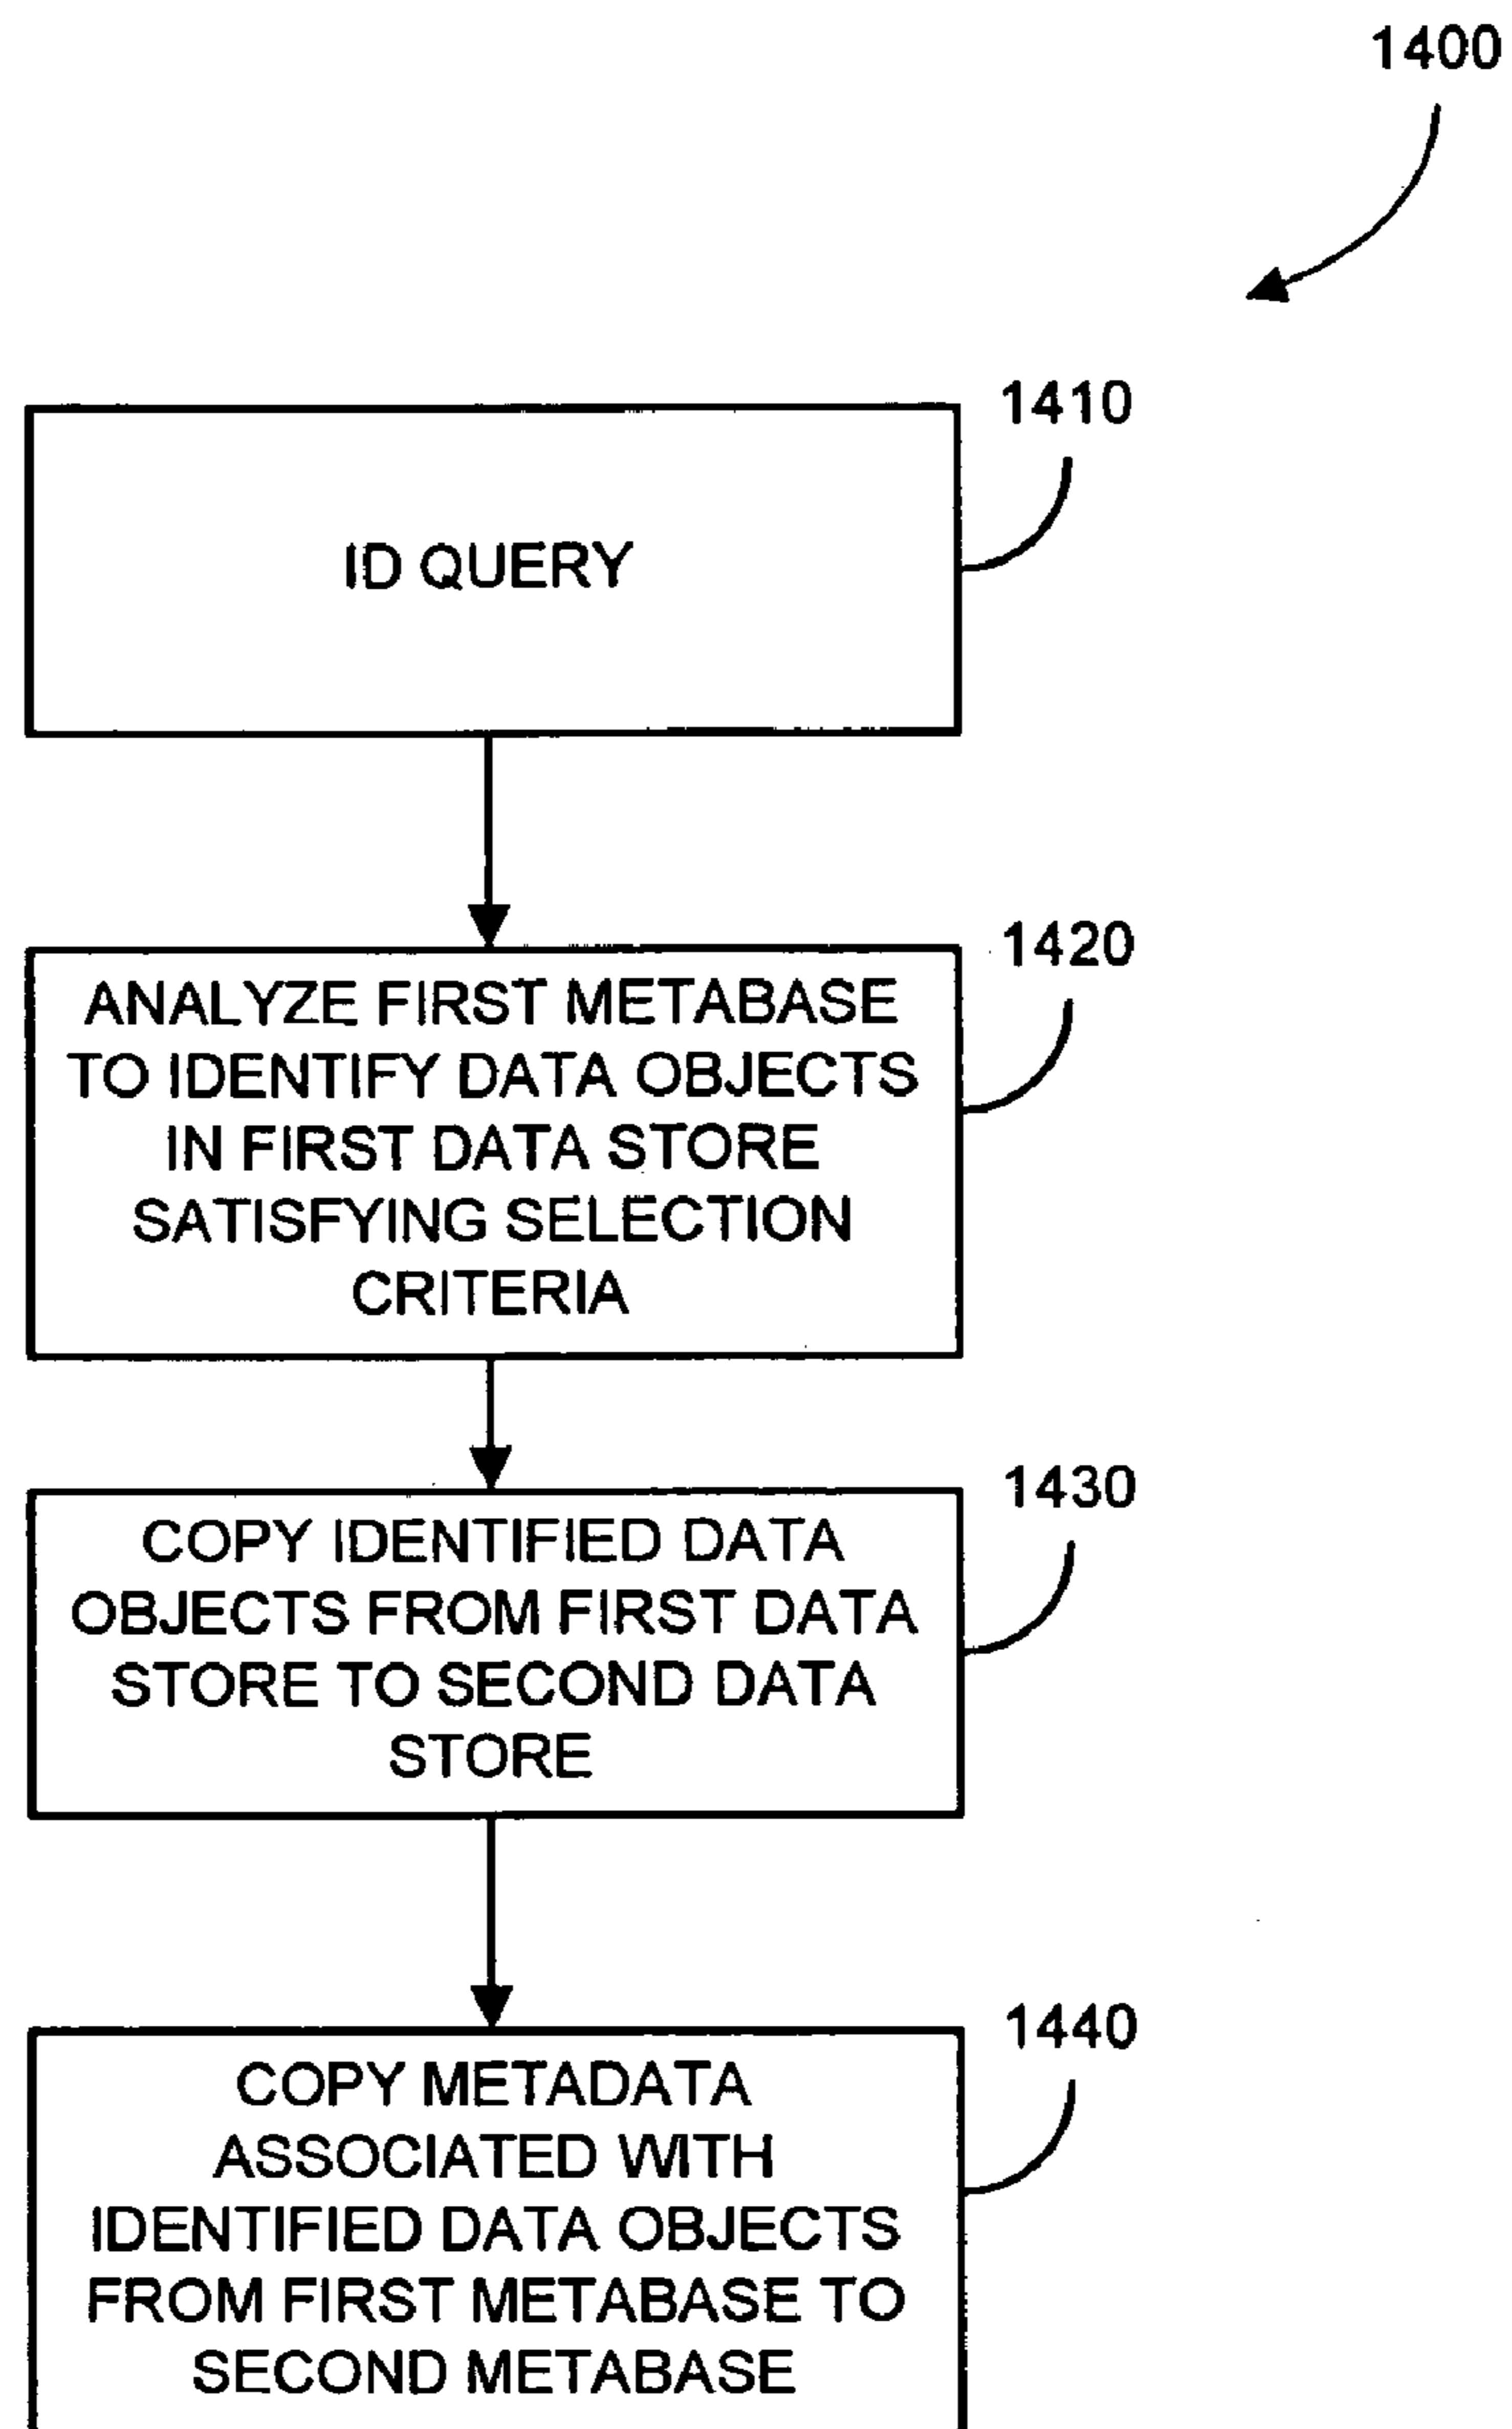 1400
1410
ID QUERY
1420
ANALYZE FIRST METABASE
TO IDENTIFY DATA OBJECTS
IN FIRST DATA STORE
SATISFYING SELECTION
CRITERIA
1430
COPY IDENTIFIED DATA
OBJECTS FROM FIRST DATA
STORE TO SECOND DATA
STORE
1440
COPY METADATA
ASSOCIATED WITH
IDENTIFIED DATA OBJECTS
FROM FIRST METABASE TO
SECOND METABASE